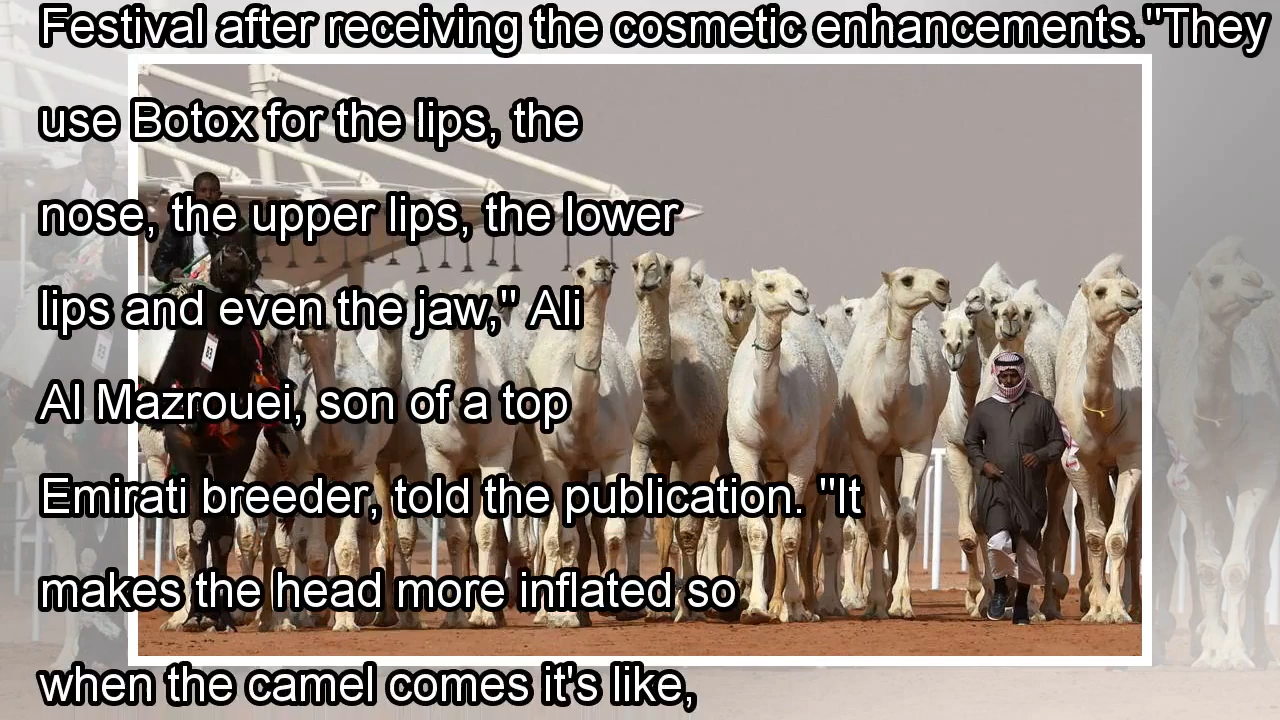 Festival after receiving the cosmetic enhancements."They
use Botox for the lips, the
nose, the upper lips, the lower
lips and even the jaw," Ali
Al Mazrouei, son of a top
Emirati breeder, told the publication. "It
makes the head more inflated so
when the camel comes it's like,